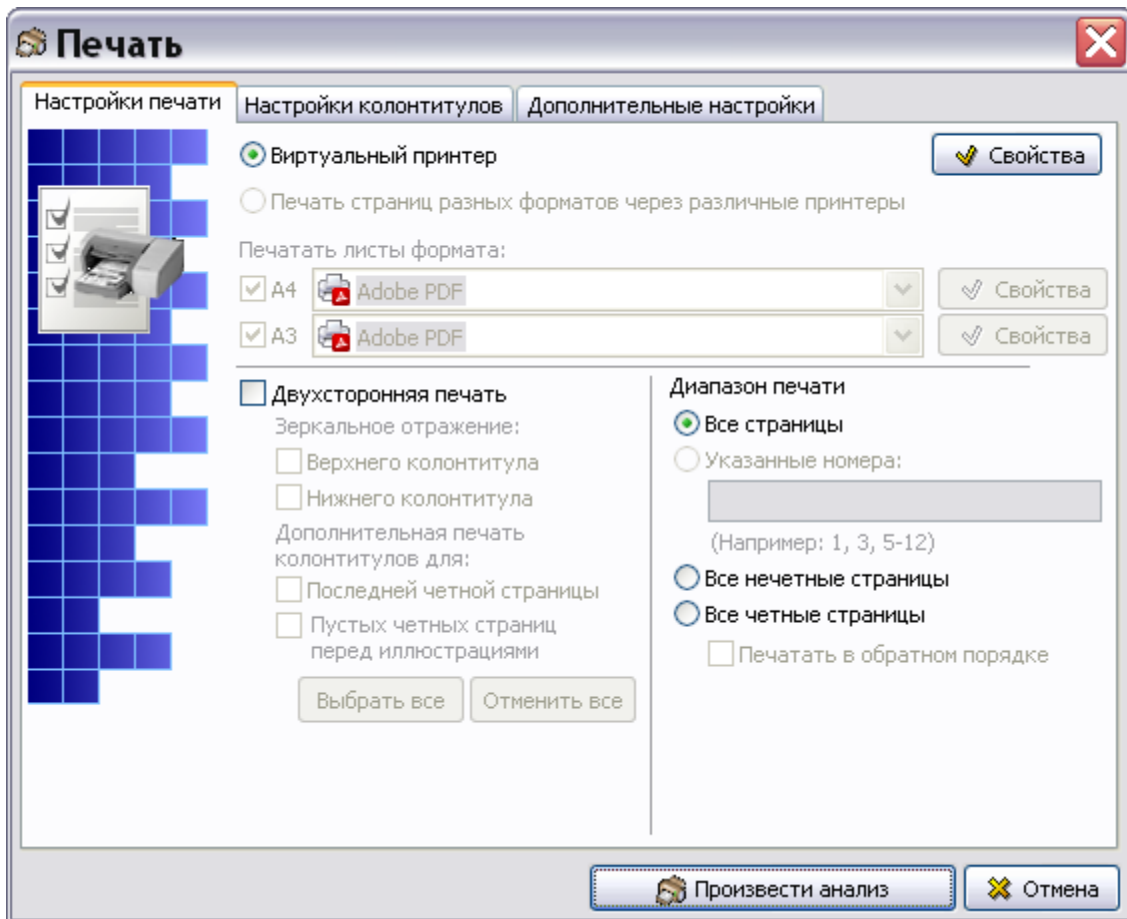 Печать
Настройки печати Настройки колонтитулов Дополнительные настройки
Виртуальный принтер Свойства
Печать страниц разных форматов через различные принтеры
Печатать листы формата:
A4 Adobe PDF Свойства
A3 Adobe PDF Свойства
Двухсторонняя печать
Зеркальное отражение:
Верхнего колонтитула
Нижнего колонтитула
Дополнительная печать
колонтитулов для:
Последней четной страницы
Пустых четных страниц
перед иллюстрациями
Выбрать все Отменить все
Диапазон печати
Все страницы
Указанные номера:
(Например: 1, 3, 5-12)
Все нечетные страницы
Все четные страницы
Печатать в обратном порядке
Произвести анализ Отмена